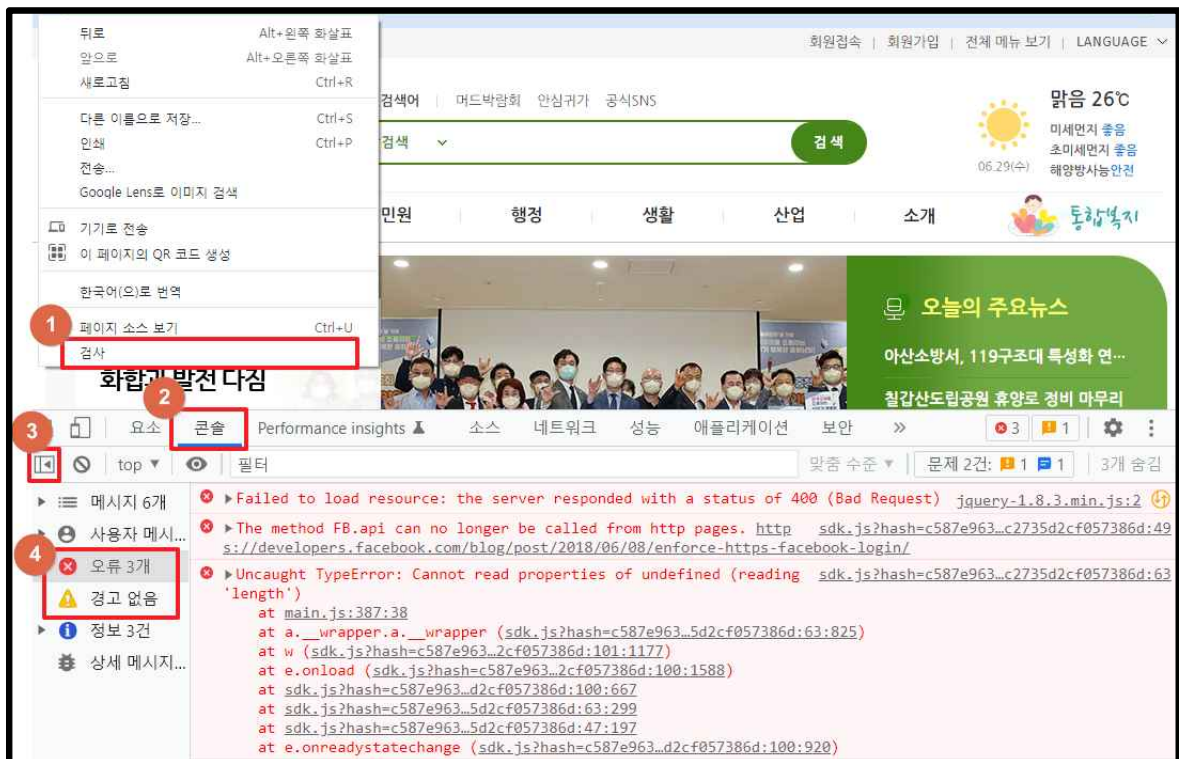 뒤로 Alt+왼쪽 화살표
앞으로 Alt+오른쪽 화살표
새로고침 Ctrl+R
다른 이름으로 저장... Ctrl+S
인쇄 Ctrl+P
전송...
Google Lens로 이미지 검색
기기로 전송
이 페이지의 QR 코드 생성
한국어(으)로 번역
1
페이지 소스 보기 Ctrl+U
검사
회원접속 | 회원가입 | 전체 메뉴 보기 | LANGUAGE
검색어 | 머드박람회 안심귀가 공식SNS
검색
검색
맑음 26℃
미세먼지 좋음
초미세먼지 좋음
06.29(수) 해양방사능안전
민원 행정 생활 산업 소개 통합복지
오늘의 주요뉴스
아산소방서, 119구조대 특성화 연…
칠갑산도립공원 휴양로 정비 마무리
화합과 발전 다짐
2
3
요소 콘솔 Performance insights 소스 네트워크 성능 애플리케이션 보안 » 3 1
top ▼ 필터 맞춤 수준 ▼ 문제 2건: 1 1 3개 숨김
메시지 6개
사용자 메시...
4
오류 3개
경고 없음
정보 3건
상세 메시지...
Failed to load resource: the server responded with a status of 400 (Bad Request) jquery-1.8.3.min.js:2
The method FB.api can no longer be called from http pages. http sdk.js?hash=c587e963…c2735d2cf057386d:49
s://developers.facebook.com/blog/post/2018/06/08/enforce-https-facebook-login/
Uncaught TypeError: Cannot read properties of undefined (reading sdk.js?hash=c587e963…c2735d2cf057386d:63
'length')
at main.js:387:38
at a.__wrapper.a.__wrapper (sdk.js?hash=c587e963…5d2cf057386d:63:825)
at w (sdk.js?hash=c587e963…2cf057386d:101:1177)
at e.onload (sdk.js?hash=c587e963…2cf057386d:100:1588)
at sdk.js?hash=c587e963…d2cf057386d:100:667
at sdk.js?hash=c587e963…5d2cf057386d:63:299
at sdk.js?hash=c587e963…5d2cf057386d:47:197
at e.onreadystatechange (sdk.js?hash=c587e963…d2cf057386d:100:920)